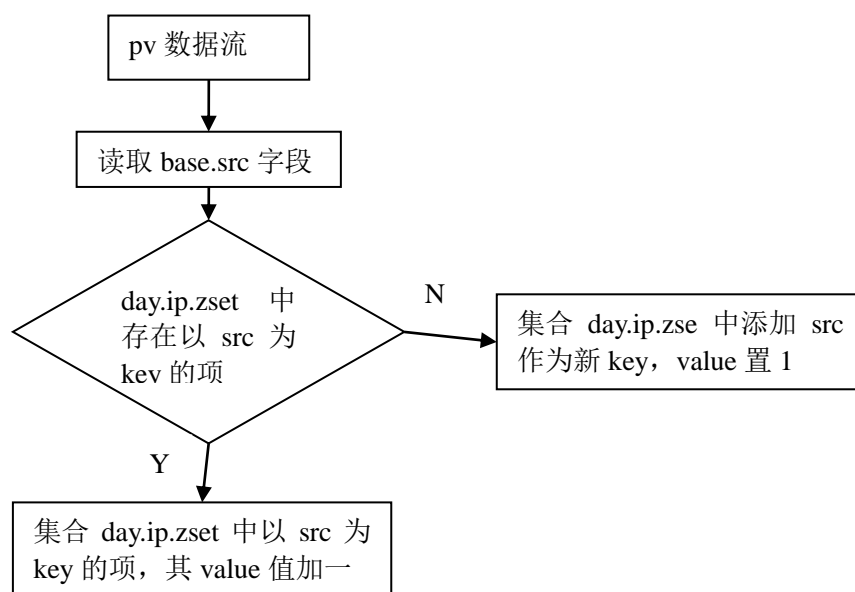 pv 数据流
读取 base.src 字段
day.ip.zset 中
存在以 src 为
key 的项
N
集合 day.ip.zse 中添加 src
作为新 key，value 置 1
Y
集合 day.ip.zset 中以 src 为
key 的项，其 value 值加一